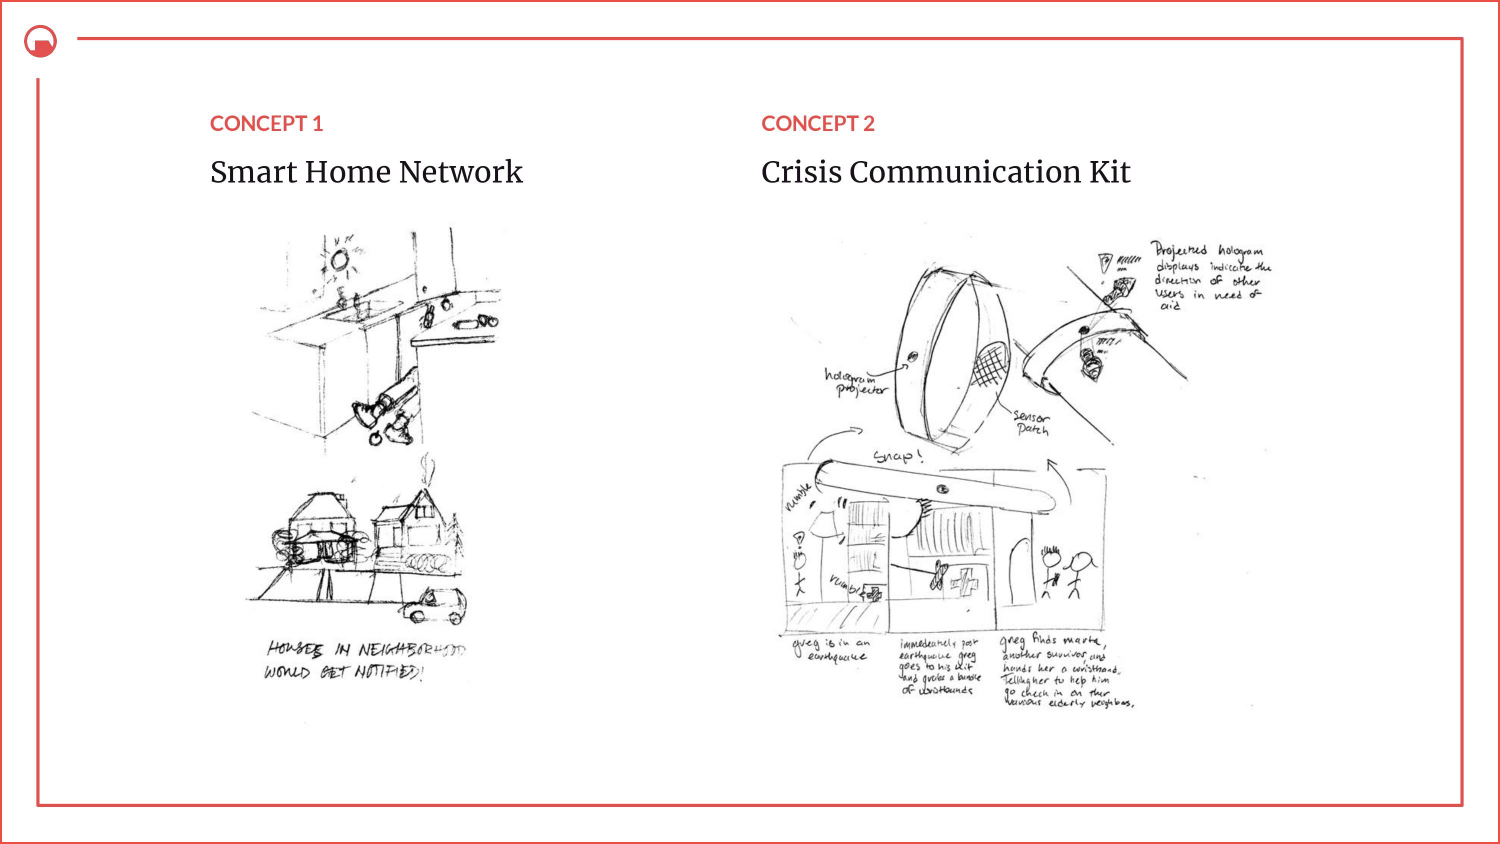 CONCEPT 1
Smart Home Network
HOUSES IN NEIGHBORHOOD
WOULD GET NOTIFIED!
CONCEPT 2
Crisis Communication Kit
Projected hologram
displays indicate the
direction of other
users in need of
aid
hologram
projector
sensor
patch
snap!
rumble
rumble
greg is in an
earthquake
immedeately post
earthquake greg
goes to his kit
and grabs a bundle
of wristbands
greg finds marta,
another survivor, and
hands her a wristband.
Telling her to help him
go check in on their
various elderly neighbors.